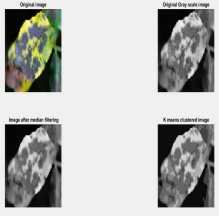 Original image
Original Gray scale image
Image after median filtering
K means clustered image